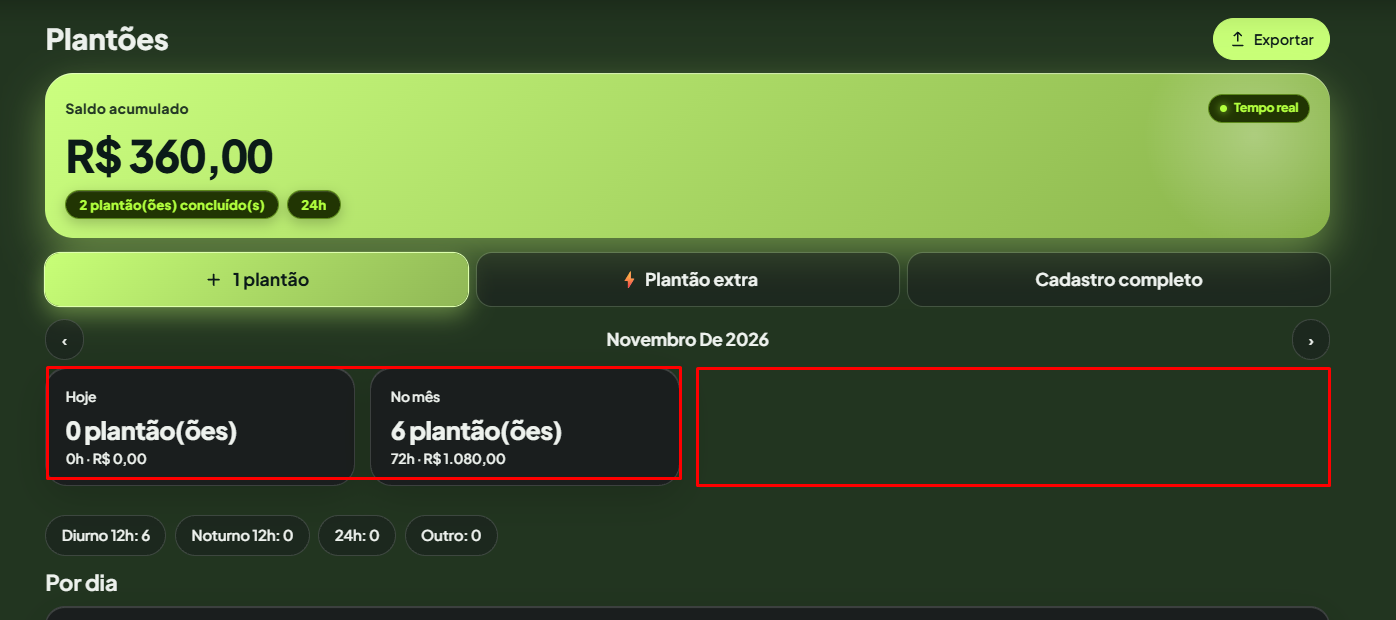 Plantões
Exportar
Saldo acumulado
Tempo real
R$ 360,00
2 plantão(ões) concluído(s)
24h
+ 1 plantão
Plantão extra
Cadastro completo
‹
Novembro De 2026
›
Hoje
0 plantão(ões)
0h · R$ 0,00
No mês
6 plantão(ões)
72h · R$ 1.080,00
Diurno 12h: 6
Noturno 12h: 0
24h: 0
Outro: 0
Por dia